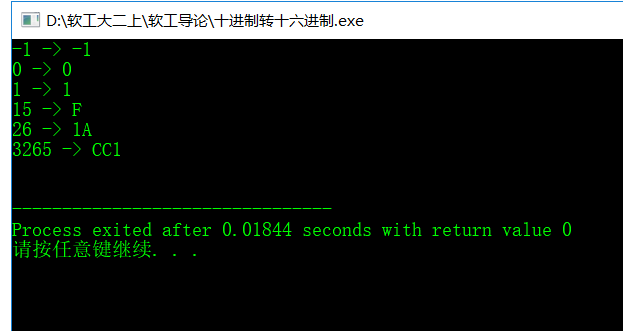 D:\软工大二上\软工导论\十进制转十六进制.exe
-1 -> -1
0 -> 0
1 -> 1
15 -> F
26 -> 1A
3265 -> CC1
--------------------------------
Process exited after 0.01844 seconds with return value 0
请按任意键继续. . .